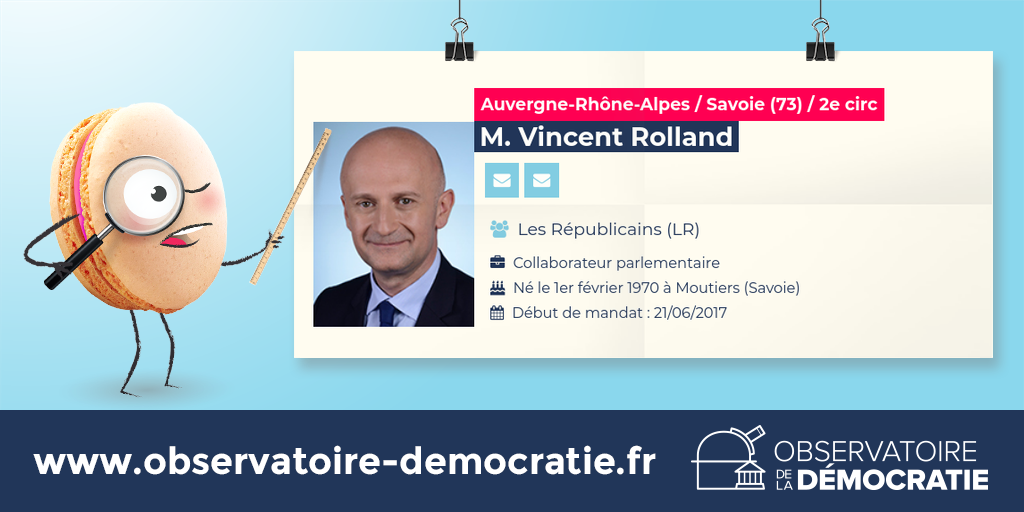 Auvergne-Rhône-Alpes / Savoie (73) / 2e circ
M. Vincent Rolland
Les Républicains (LR)
Collaborateur parlementaire
Né le 1er février 1970 à Moutiers (Savoie)
Début de mandat : 21/06/2017
www.observatoire-democratie.fr
OBSERVATOIRE
DE LA DÉMOCRATIE